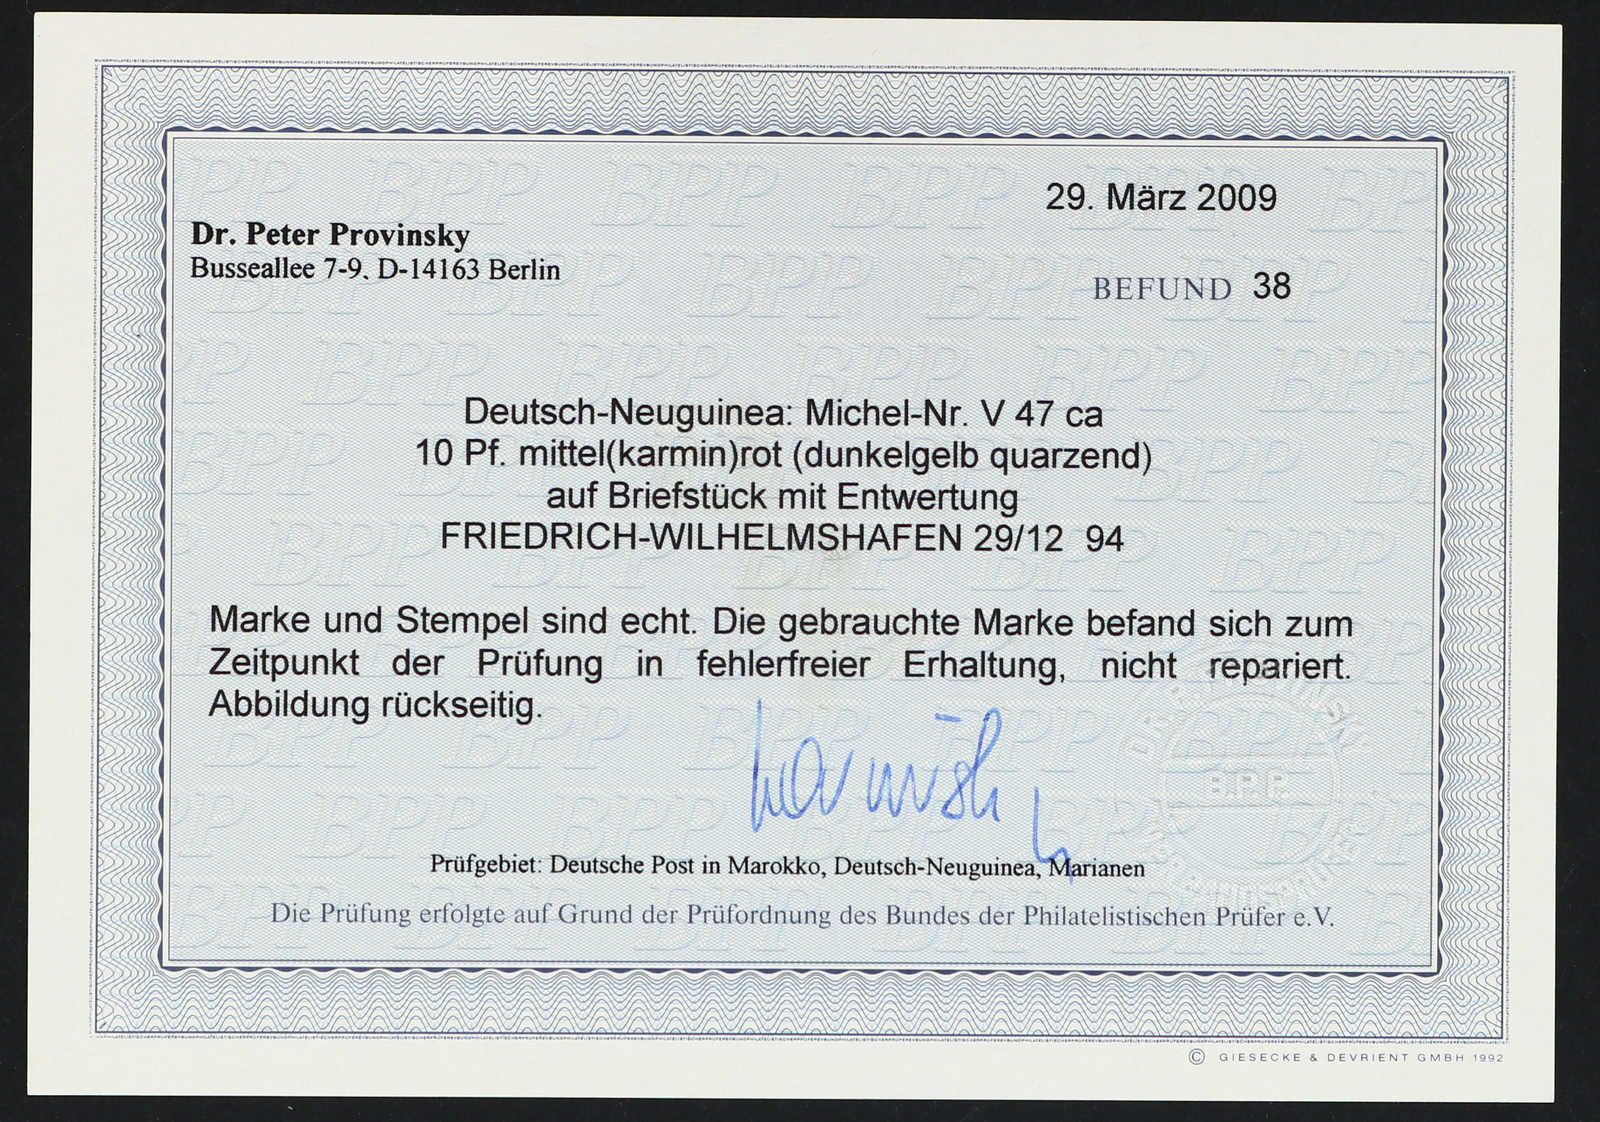 29. März 2009
Dr. Peter Provinsky
Busseallee 7-9. D-14163 Berlin
BEFUND 38
Deutsch-Neuguinea: Michel-Nr. V 47 ca
10 Pf. mittel(karmin)rot (dunkelgelb quarzend)
auf Briefstück mit Entwertung
FRIEDRICH-WILHELMSHAFEN 29/12 94
Marke und Stempel sind echt. Die gebrauchte Marke befand sich zum
Zeitpunkt der Prüfung in fehlerfreier Erhaltung, nicht repariert.
Abbildung rückseitig.
B.P.P.
Prüfgebiet: Deutsche Post in Marokko, Deutsch-Neuguinea, Marianen
Die Prüfung erfolgte auf Grund der Prüfordnung des Bundes der Philatelistischen Prüfer e.V.
© GIESECKE & DEVRIENT GMBH 1992